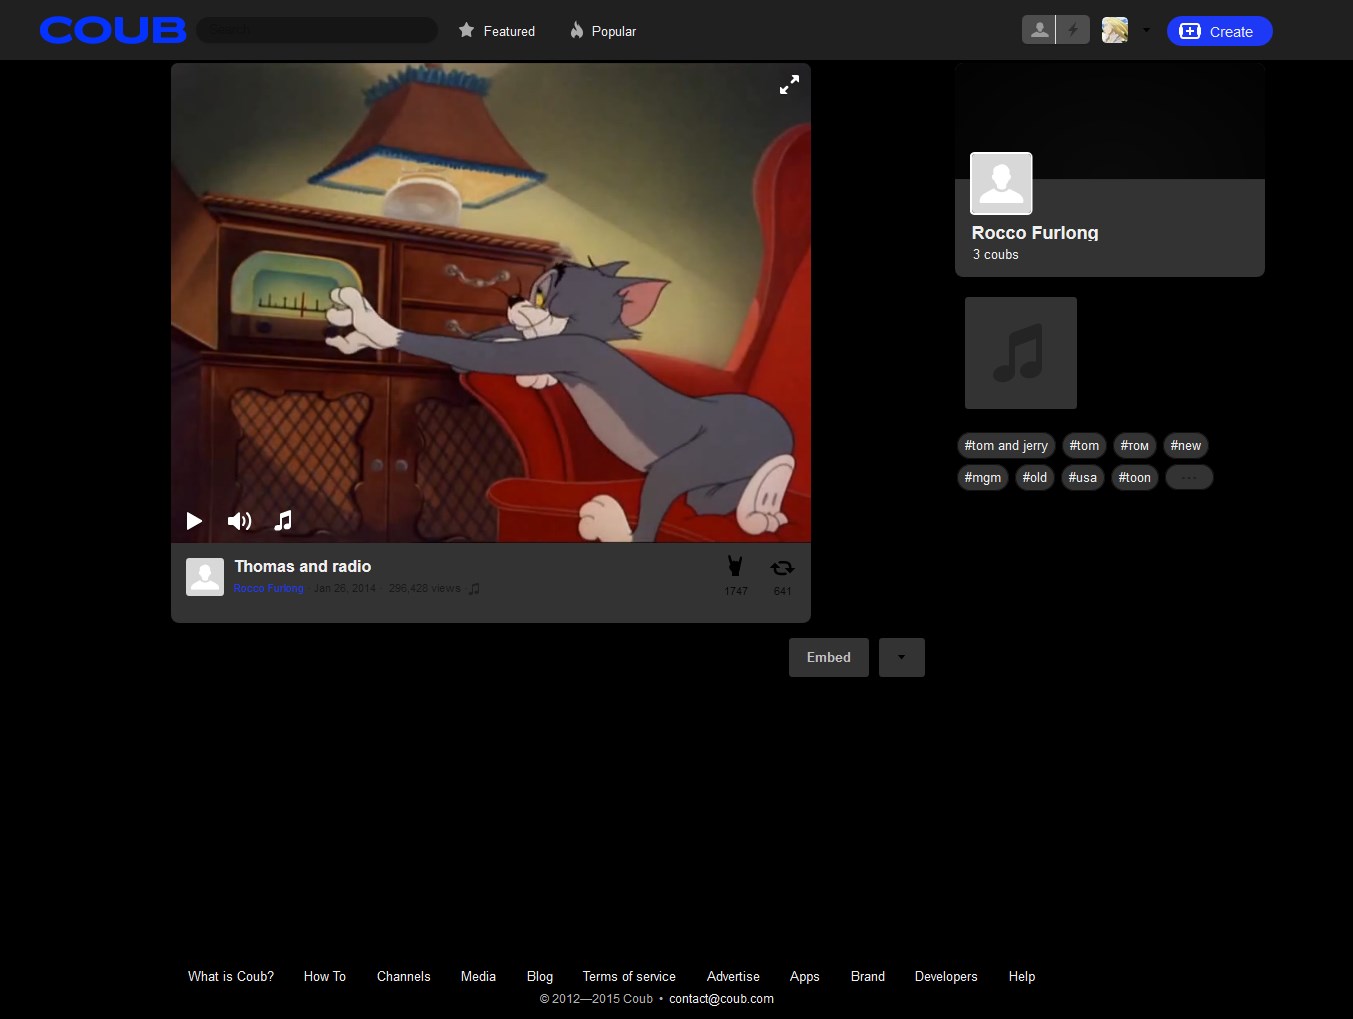 COUB Search Featured Popular Create
Rocco Furlong
3 coubs
#tom and jerry #tom #том #new
#mgm #old #usa #toon ---
Thomas and radio
Rocco Furlong · Jan 26, 2014 · 296,428 views
1747 641
Embed
What is Coub? How To Channels Media Blog Terms of service Advertise Apps Brand Developers Help
© 2012—2015 Coub • contact@coub.com